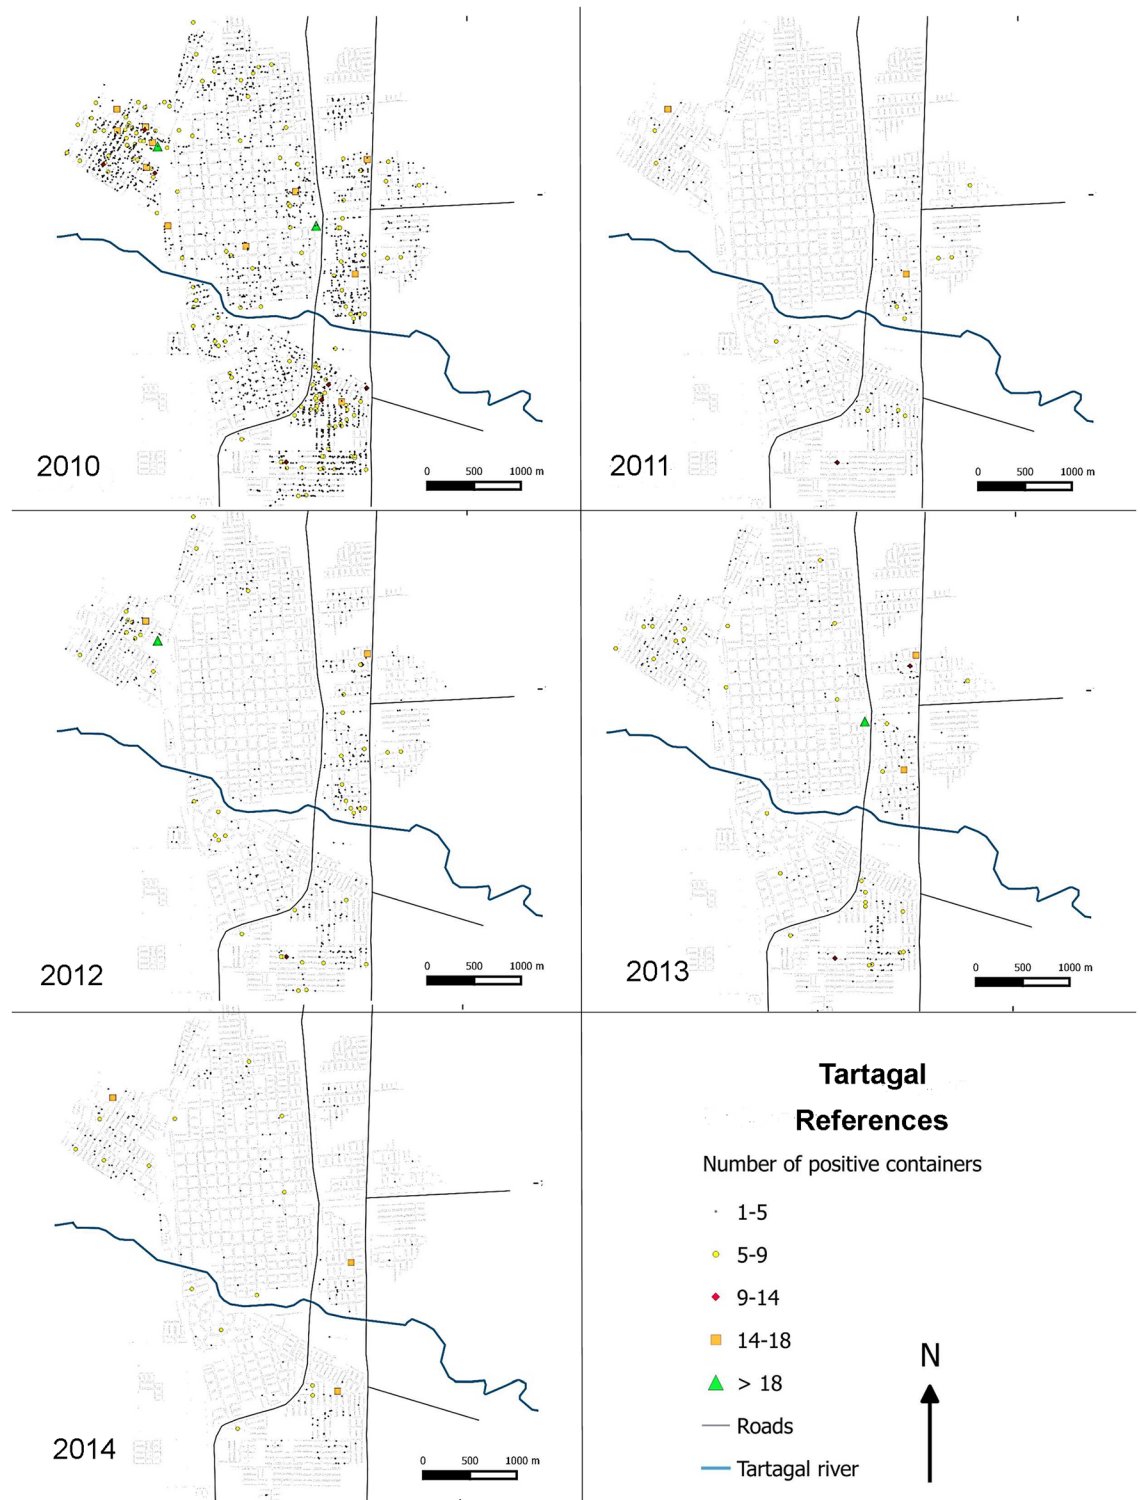 2010
0 500 1000 m
2011
0 500 1000 m
2012
0 500 1000 m
2013
0 500 1000 m
2014
0 500 1000 m
Tartagal
References
Number of positive containers
1-5
5-9
9-14
14-18
> 18
Roads
Tartagal river
N